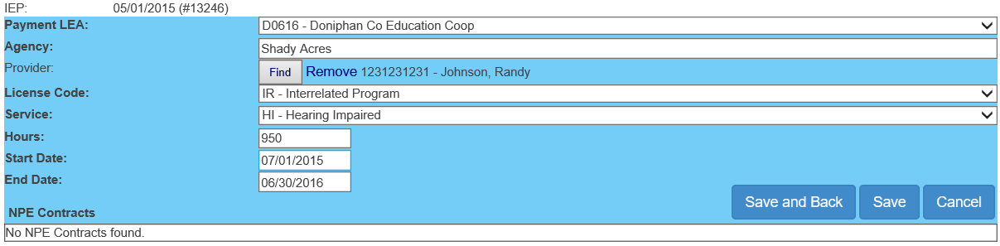 IEP: 05/01/2015 (#13246)
Payment LEA: D0616 - Doniphan Co Education Coop
Agency: Shady Acres
Provider: Find Remove 1231231231 - Johnson, Randy
License Code: IR - Interrelated Program
Service: HI - Hearing Impaired
Hours: 950
Start Date: 07/01/2015
End Date: 06/30/2016
Save and Back Save Cancel
NPE Contracts
No NPE Contracts found.